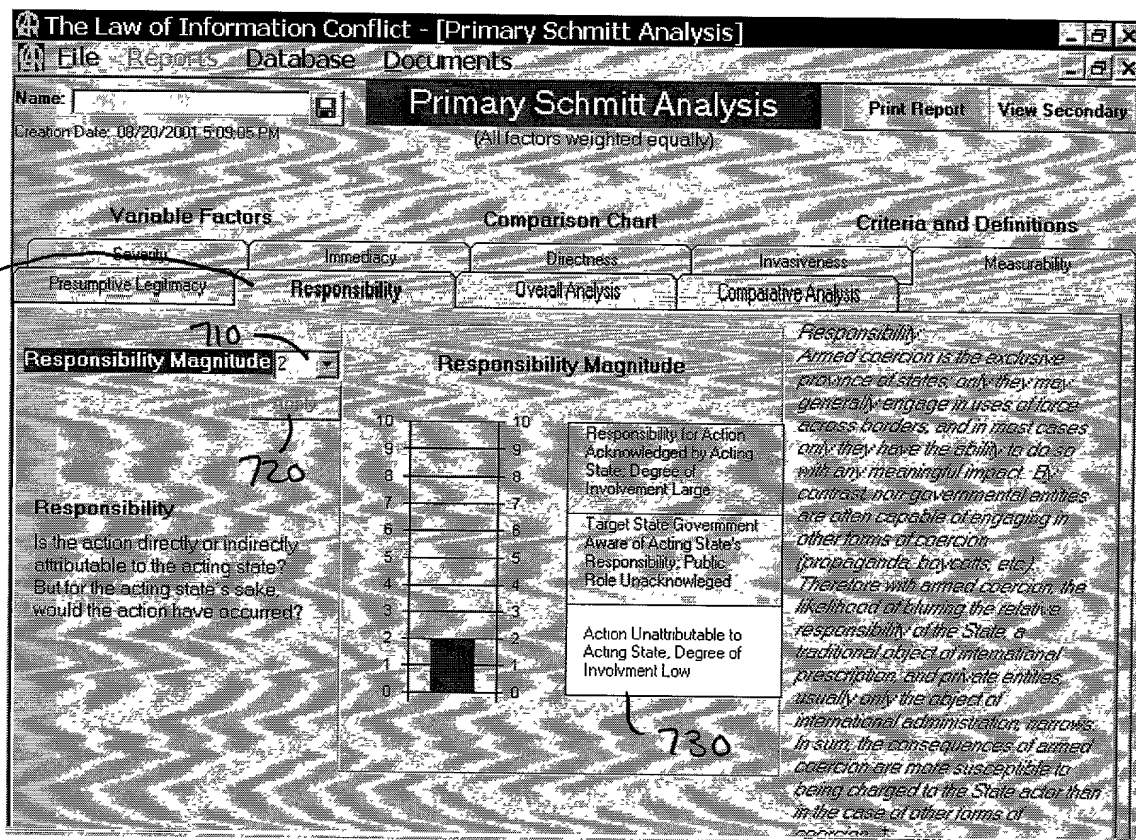 The Law of Information Conflict - [Primary Schmitt Analysis]
File Reports Database Documents
Name:
Primary Schmitt Analysis
Print Report View Secondary
Creation Date: 08/20/2001 5:09:05 PM
(All factors weighted equally)
Variable Factors Comparison Chart Criteria and Definitions
Severity Immediacy Directness Invasiveness Measurability
Presumptive Legitimacy Responsibility Overall Analysis Comparative Analysis
710
Responsibility Magnitude 2
720
Responsibility
Is the action directly or indirectly
attributable to the acting state?
But for the acting state's sake,
would the action have occurred?
Responsibility Magnitude
10 10
9 9
8 8
7 7
6 6
5 5
4 4
3 3
2 2
1 1
0 0
Responsibility for Action
Acknowledged by Acting
State, Degree of
Involvement Large
Target State Government
Aware of Acting State's
Responsibility; Public
Role Unacknowleged
Action Unattributable to
Acting State, Degree of
Involvment Low
730
Responsibility
Armed coercion is the exclusive
province of states; only they may
generally engage in uses of force
across borders, and in most cases
only they have the ability to do so
with any meaningful impact. By
contrast, non-governmental entities
are often capable of engaging in
other forms of coercion
(propaganda, boycotts, etc.).
Therefore with armed coercion, the
likelihood of blurring the relative
responsibility of the State, a
traditional object of international
prescription, and private entities,
usually only the object of
international administration, narrows.
In sum, the consequences of armed
coercion are more susceptible to
being charged to the State actor than
in the case of other forms of